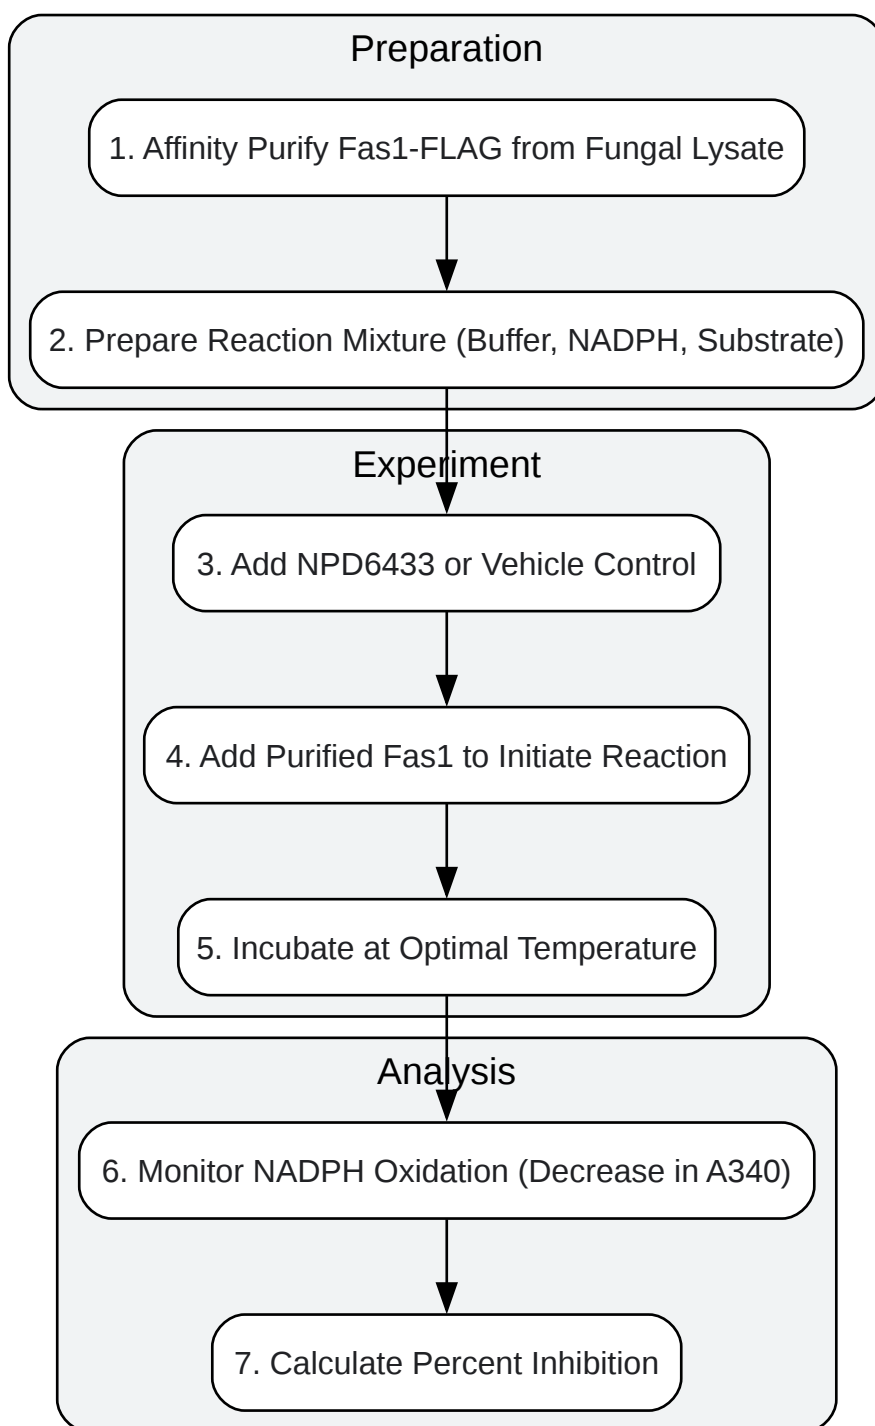 Preparation
1. Affinity Purify Fas1-FLAG from Fungal Lysate
2. Prepare Reaction Mixture (Buffer, NADPH, Substrate)
Experiment
3. Add NPD6433 or Vehicle Control
4. Add Purified Fas1 to Initiate Reaction
5. Incubate at Optimal Temperature
Analysis
6. Monitor NADPH Oxidation (Decrease in A340)
7. Calculate Percent Inhibition